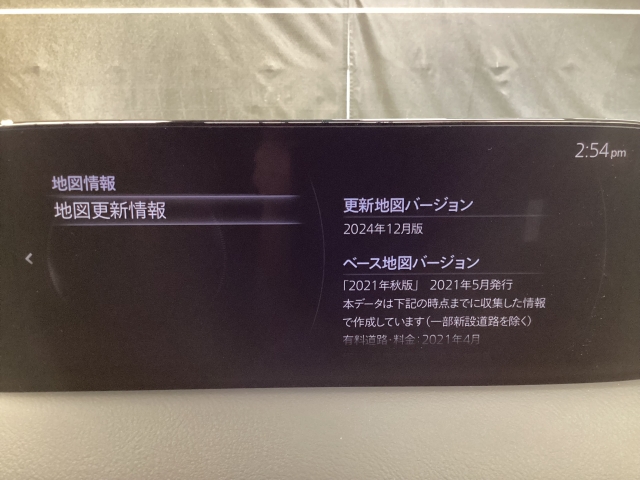 2:54pm
地図情報
地図更新情報
更新地図バージョン
2024年12月版
ベース地図バージョン
「2021年秋版」 2021年5月発行
本データは下記の時点までに収集した情報
で作成しています(一部新設道路を除く)
有料道路・料金：2021年4月